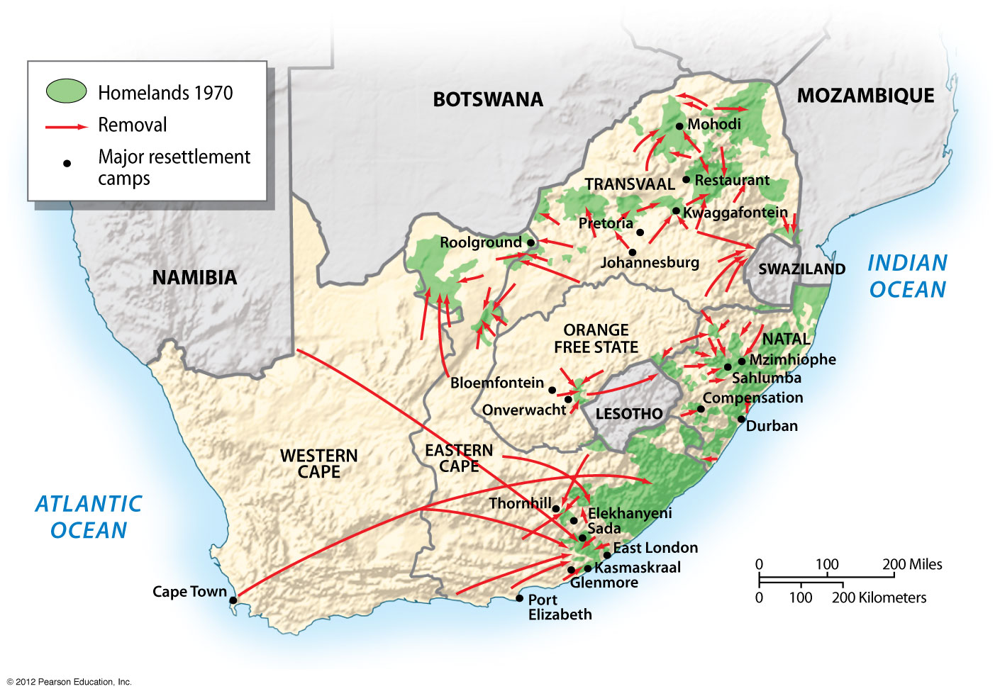 Homelands 1970
Removal
Major resettlement
camps
BOTSWANA
MOZAMBIQUE
Mohodi
TRANSVAAL
Restaurant
Kwaggafontein
Pretoria
Roolground
Johannesburg
SWAZILAND
NAMIBIA
INDIAN
OCEAN
ORANGE
FREE STATE
NATAL
Mzimhiophe
Sahlumba
Bloemfontein
Compensation
Onverwacht
LESOTHO
Durban
WESTERN
CAPE
EASTERN
CAPE
ATLANTIC
OCEAN
Thornhill
Elekhanyeni
Sada
East London
Kasmaskraal
Glenmore
Cape Town
Port
Elizabeth
0 100 200 Miles
0 100 200 Kilometers
© 2012 Pearson Education, Inc.